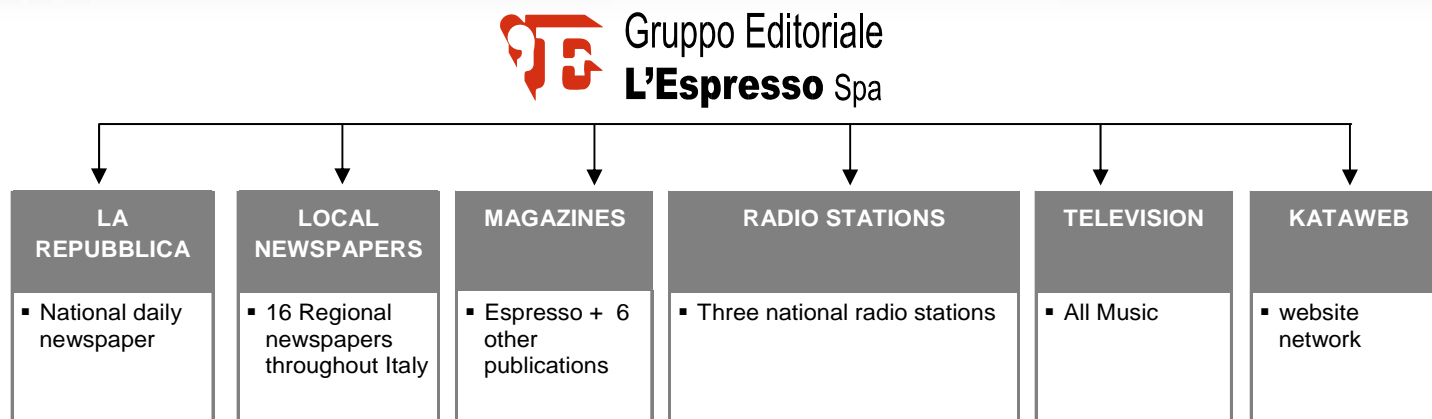 Gruppo Editoriale
L'Espresso Spa
LA
REPUBBLICA
▪ National daily
newspaper
LOCAL
NEWSPAPERS
▪ 16 Regional
newspapers
throughout Italy
MAGAZINES
▪ Espresso + 6
other
publications
RADIO STATIONS
▪ Three national radio stations
TELEVISION
▪ All Music
KATAWEB
▪ website
network